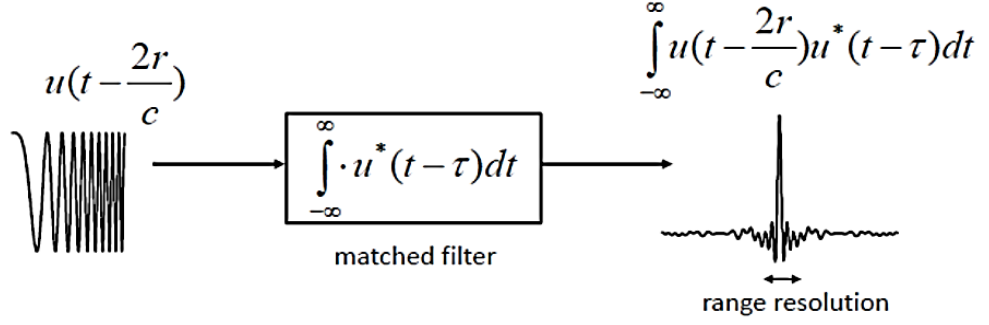 u(t - 2r/c)
∫_{-∞}^{∞} · u*(t - τ)dt
matched filter
∫_{-∞}^{∞} u(t - 2r/c)u*(t - τ)dt
range resolution